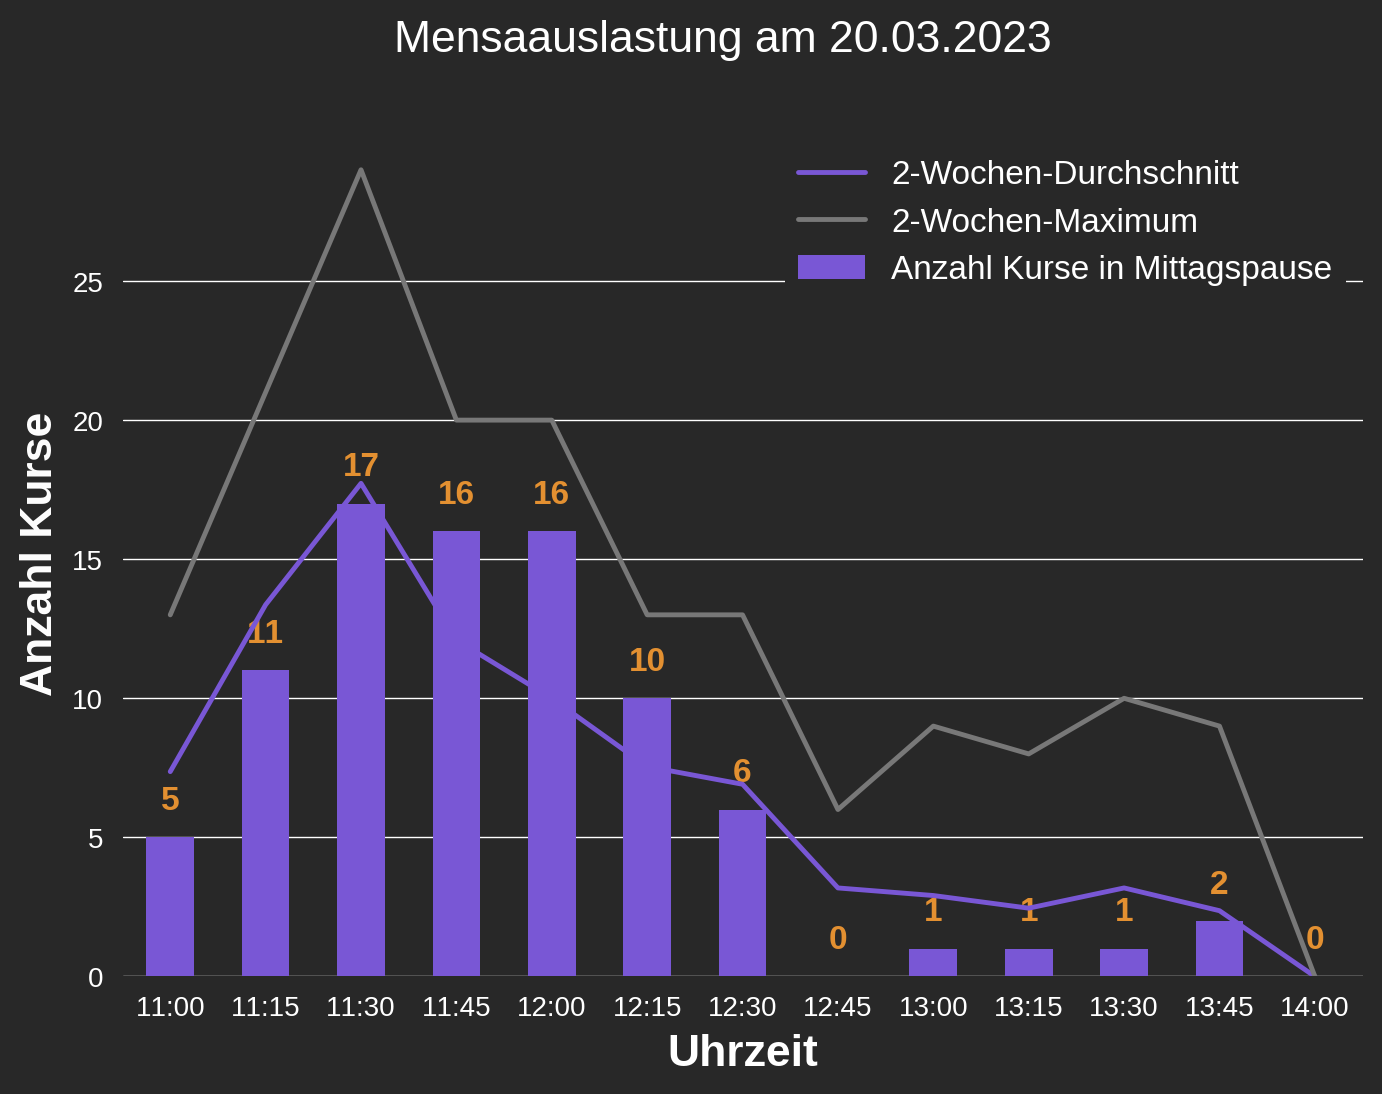 Mensaauslastung am 20.03.2023
2-Wochen-Durchschnitt
2-Wochen-Maximum
Anzahl Kurse in Mittagspause
Anzahl Kurse
25
20
15
10
5
0
5
11
17
16
16
10
6
0
1
1
1
2
0
11:00 11:15 11:30 11:45 12:00 12:15 12:30 12:45 13:00 13:15 13:30 13:45 14:00
Uhrzeit